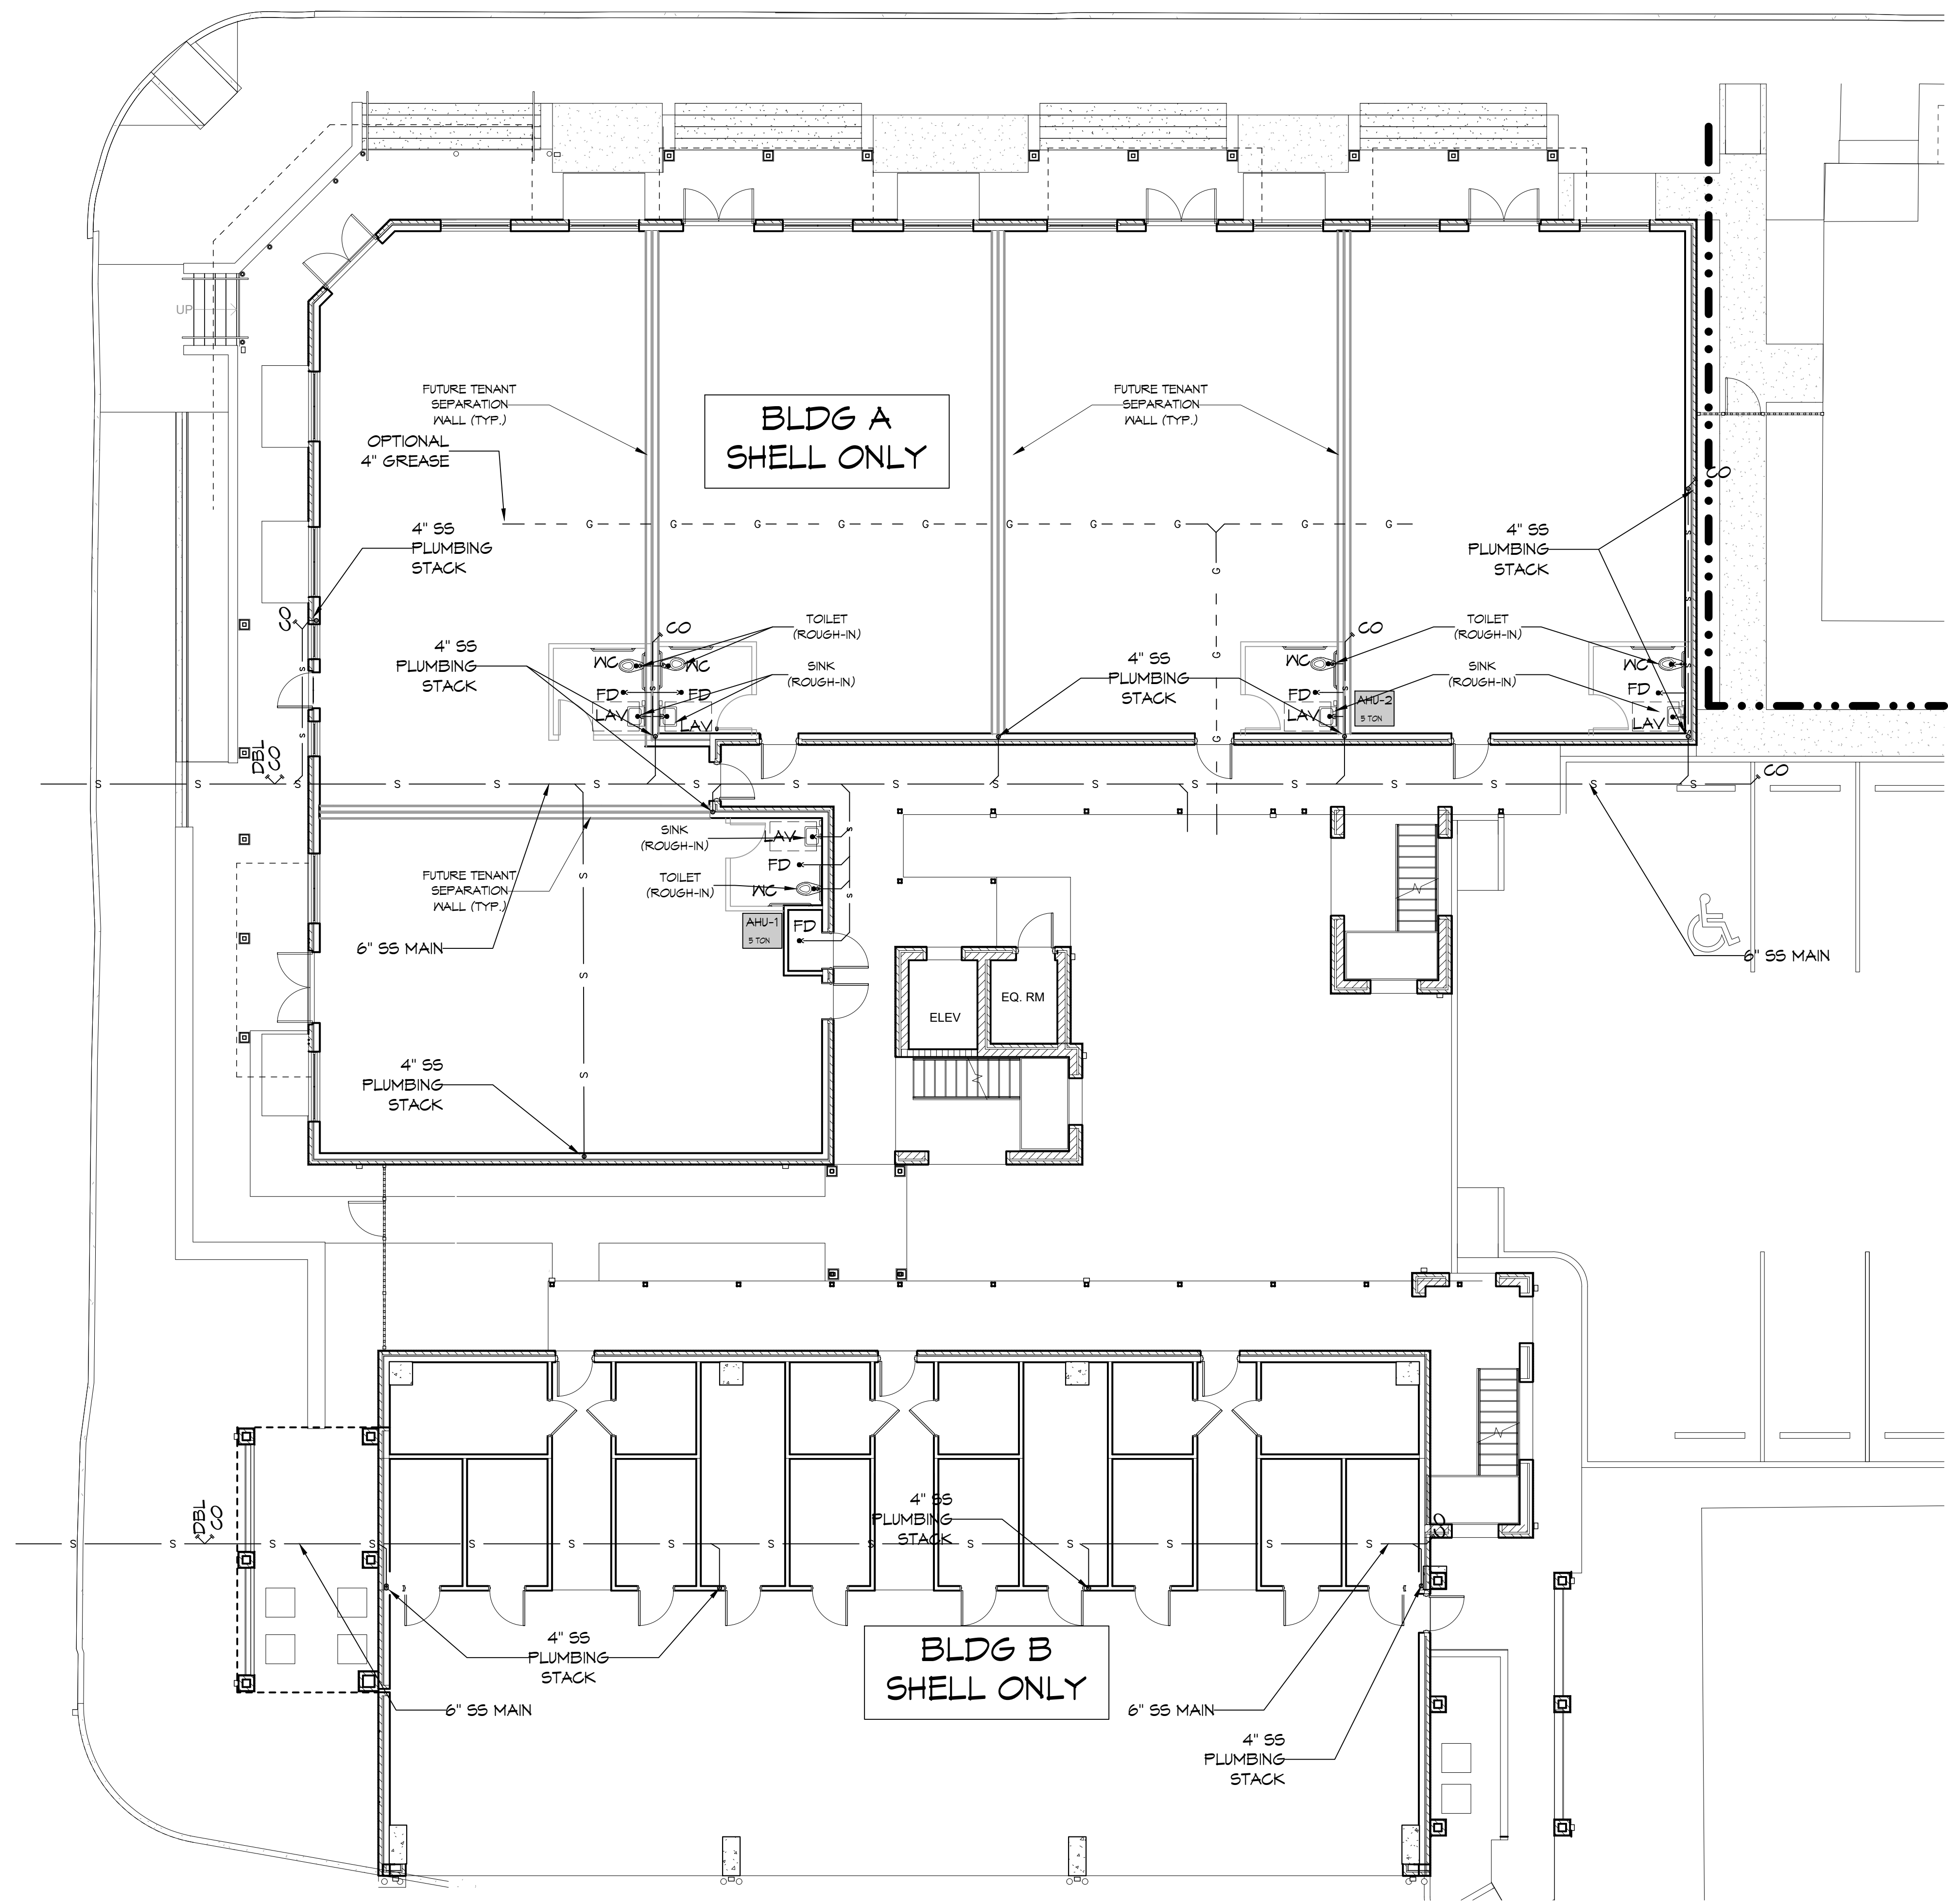 UP
FUTURE TENANT
SEPARATION
WALL (TYP.)
BLDG A
SHELL ONLY
FUTURE TENANT
SEPARATION
WALL (TYP.)
OPTIONAL
4" GREASE
CO
G G G G G G G G G G
4" SS
PLUMBING
STACK
4" SS
PLUMBING
STACK
S
G
S
CO
TOILET
(ROUGH-IN)
CO
CO
TOILET
(ROUGH-IN)
4" SS
PLUMBING
STACK
S
G
4" SS
PLUMBING
STACK
WC
WC
WC
WC
SINK
(ROUGH-IN)
SINK
(ROUGH-IN)
S
S
S
FD
FD
FD
FD
LAV
LAV
LAV
LAV
AHU-2
5 TON
G
DBL
CO
CO
S S S S S S S S S S S S S S S S S
SINK
(ROUGH-IN)
LAV
S
FD
FUTURE TENANT
SEPARATION
WALL (TYP.)
S
TOILET
(ROUGH-IN)
WC
S
AHU-1
5 TON
FD
6" SS MAIN
6" SS MAIN
S
EQ. RM
ELEV
4" SS
PLUMBING
STACK
S
4" SS
PLUMBING
STACK
DBL
CO
CO
S S S S S S S S S S S S S S
4" SS
PLUMBING
STACK
BLDG B
SHELL ONLY
6" SS MAIN
6" SS MAIN
4" SS
PLUMBING
STACK